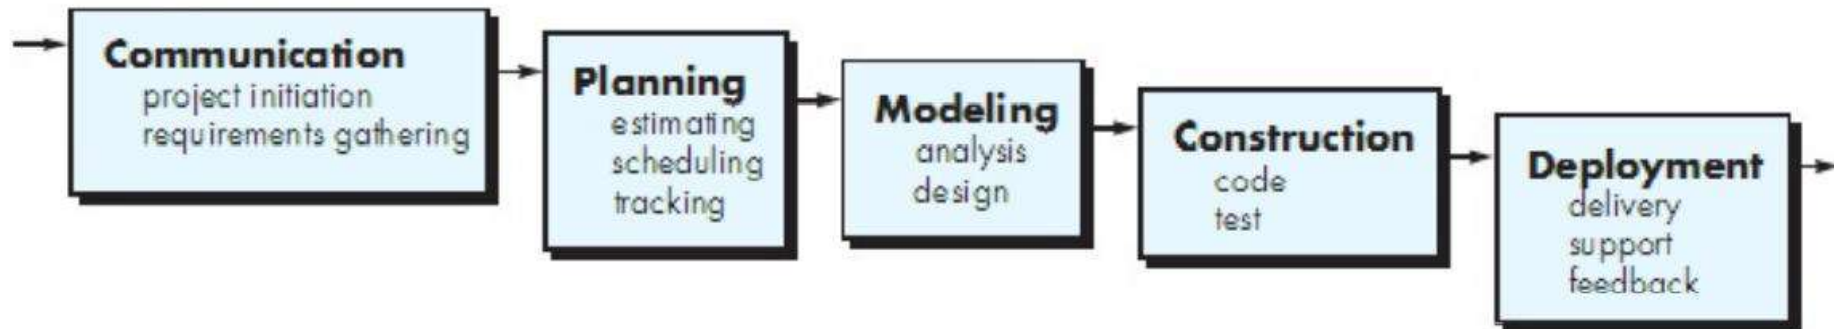 Communication
project initiation
requirements gathering
Planning
estimating
scheduling
tracking
Modeling
analysis
design
Construction
code
test
Deployment
delivery
support
feedback